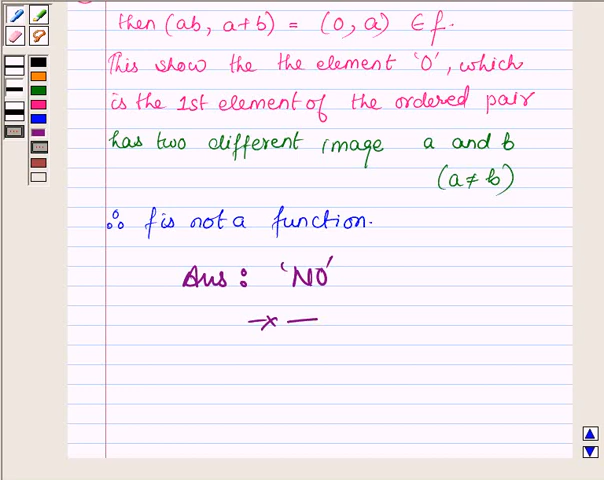 then (ab, a+b) = (0, a) ∈ f.
This show the the element '0', which
is the 1st element of the ordered pair
has two different image a and b
(a ≠ b)
∴ f is not a function.
Ans : 'NO'
—x—